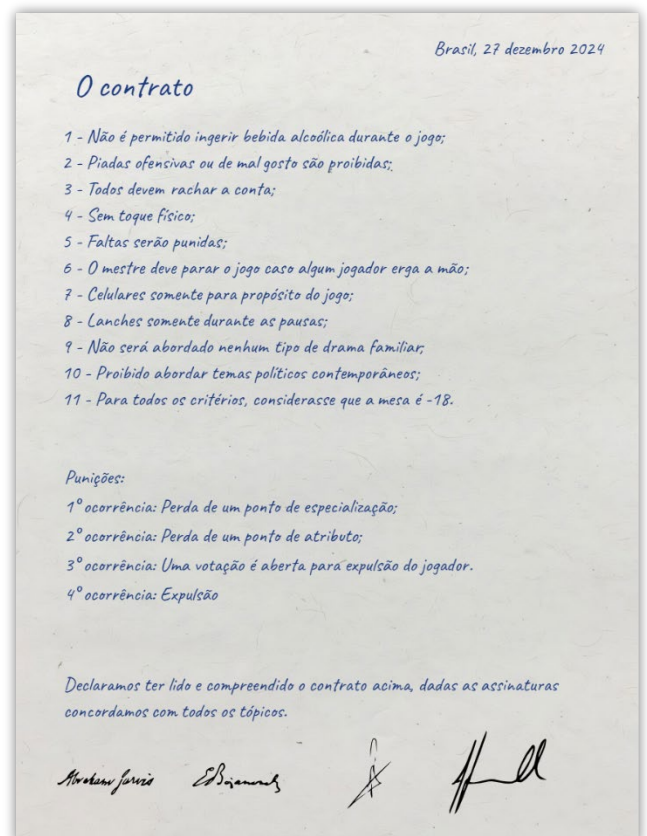 Brasil, 27 dezembro 2024
O contrato
1 - Não é permitido ingerir bebida alcoólica durante o jogo;
2 - Piadas ofensivas ou de mal gosto são proibidas;
3 - Todos devem rachar a conta;
4 - Sem toque físico;
5 - Faltas serão punidas;
6 - O mestre deve parar o jogo caso algum jogador erga a mão;
7 - Celulares somente para propósito do jogo;
8 - Lanches somente durante as pausas;
9 - Não será abordado nenhum tipo de drama familiar;
10 - Proibido abordar temas políticos contemporâneos;
11 - Para todos os critérios, considerasse que a mesa é -18.
Punições:
1° ocorrência: Perda de um ponto de especialização;
2° ocorrência: Perda de um ponto de atributo;
3° ocorrência: Uma votação é aberta para expulsão do jogador.
4° ocorrência: Expulsão
Declaramos ter lido e compreendido o contrato acima, dadas as assinaturas
concordamos com todos os tópicos.
Abraham Jarvis